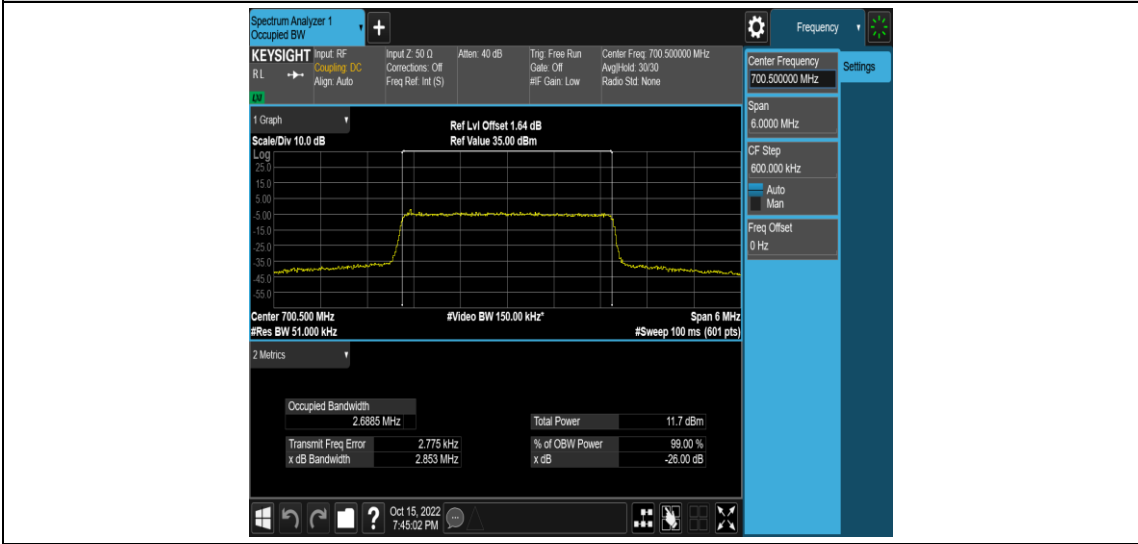 Spectrum Analyzer 1
Occupied BW
+
Frequency
KEYSIGHT
RL
Input: RF
Coupling: DC
Align: Auto
Input Z: 50 Ω
Corrections: Off
Freq Ref: Int (S)
Atten: 40 dB
Trig: Free Run
Gate: Off
#IF Gain: Low
Center Freq: 700.500000 MHz
Avg|Hold: 30/30
Radio Std: None
Center Frequency
700.500000 MHz
Settings
Span
6.0000 MHz
CF Step
600.000 kHz
Auto
Man
Freq Offset
0 Hz
1 Graph
Scale/Div 10.0 dB
Ref Lvl Offset 1.64 dB
Ref Value 35.00 dBm
Log
25.0
15.0
5.00
-5.00
-15.0
-25.0
-35.0
-45.0
-55.0
Center 700.500 MHz
#Video BW 150.00 kHz*
Span 6 MHz
#Res BW 51.000 kHz
#Sweep 100 ms (601 pts)
2 Metrics
Occupied Bandwidth
2.6885 MHz
Total Power 11.7 dBm
Transmit Freq Error 2.775 kHz
% of OBW Power 99.00 %
x dB Bandwidth 2.853 MHz
x dB -26.00 dB
?
Oct 15, 2022
7:45:02 PM